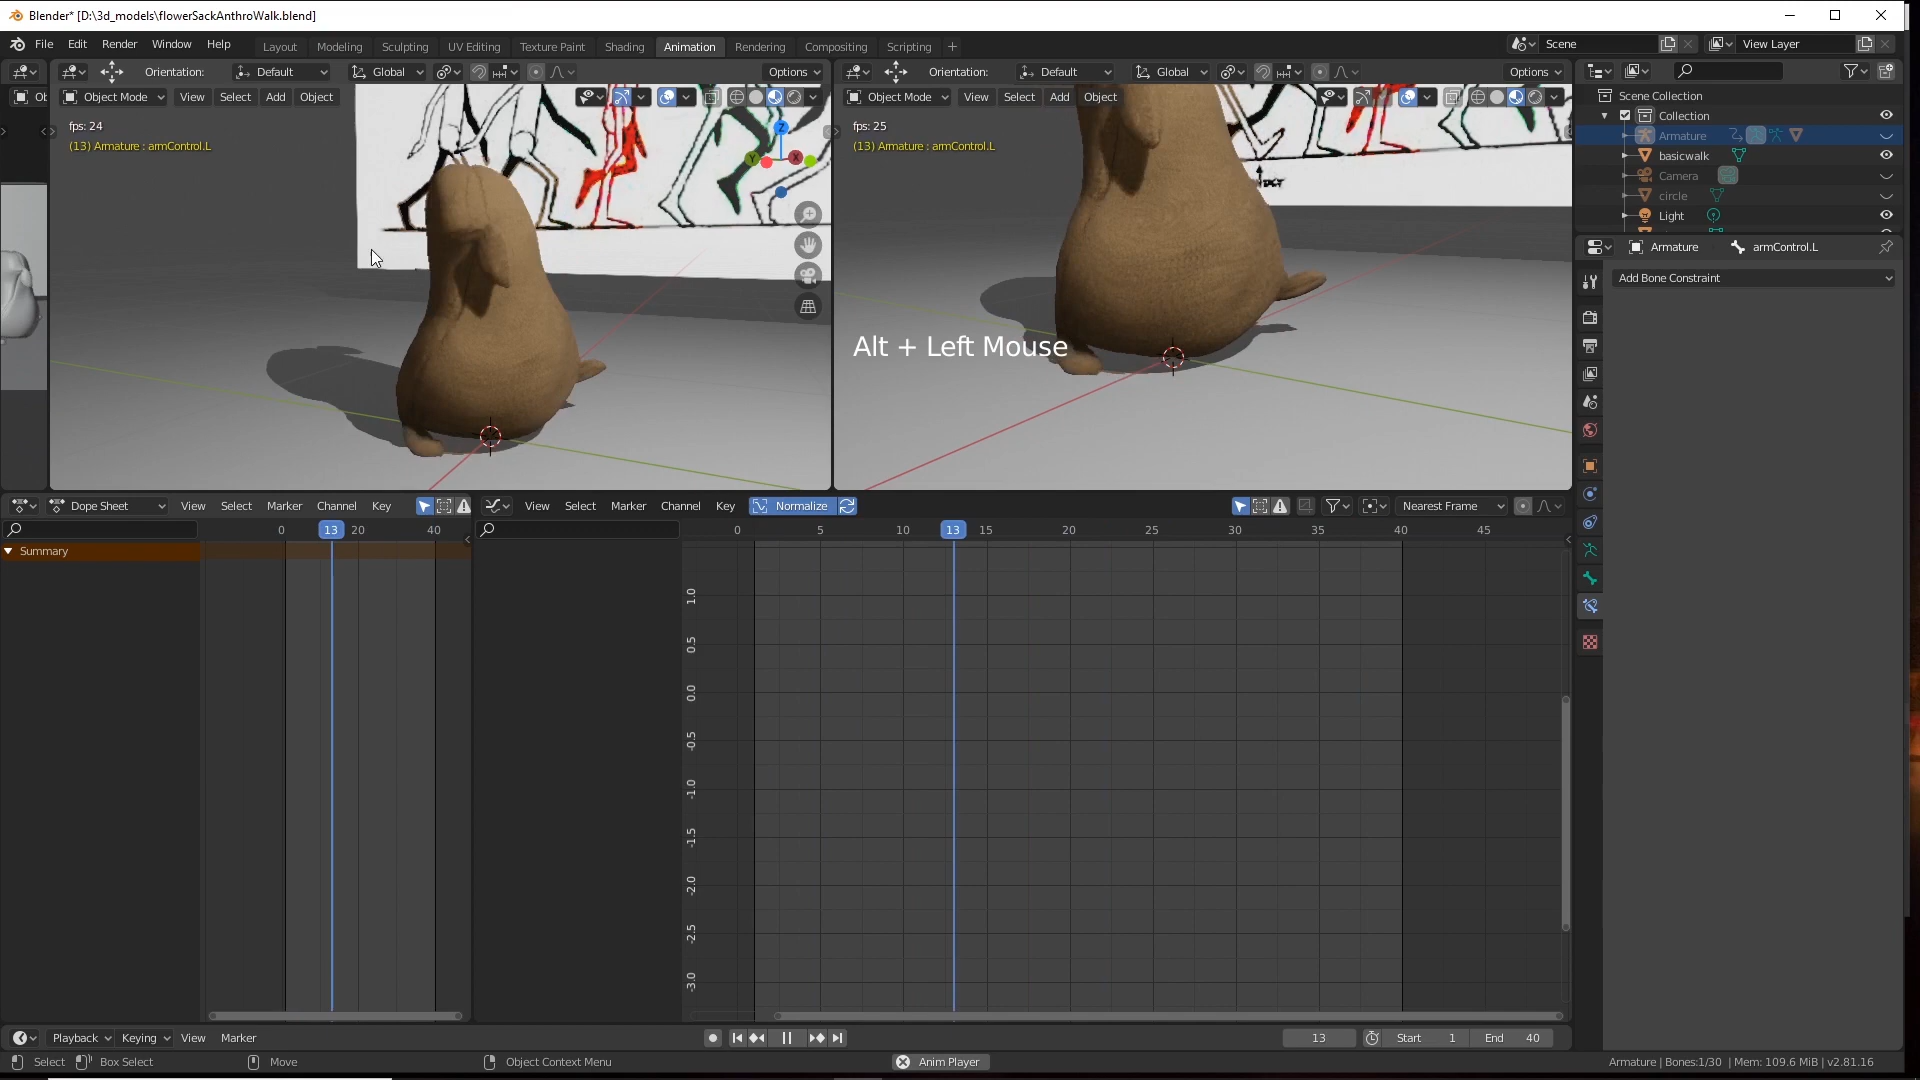 Blender* [D:\3d_models\flowerSackAnthroWalk.blend]
File Edit Render Window Help Layout Modeling Sculpting UV Editing Texture Paint Shading Animation Rendering Compositing Scripting + Scene View Layer
Orientation: Default Global Options Orientation: Default Global Options
Ob Object Mode View Select Add Object Object Mode View Select Add Object
Scene Collection
Collection
Armature
basicwalk
Camera
circle
Light
fps: 24
(13) Armature : armControl.L
Z
Y
X
fps: 25
(13) Armature : armControl.L
Alt + Left Mouse
Armature armControl.L
Add Bone Constraint
Dope Sheet View Select Marker Channel Key View Select Marker Channel Key Normalize Nearest Frame
0 13 20 40 0 5 10 13 15 20 25 30 35 40 45
Summary
1.0
0.5
0.0
-0.5
-1.0
-1.5
-2.0
-2.5
-3.0
Playback Keying View Marker 13 Start 1 End 40
Select Box Select Move Object Context Menu Anim Player Armature | Bones:1/30 | Mem: 109.6 MiB | v2.81.16